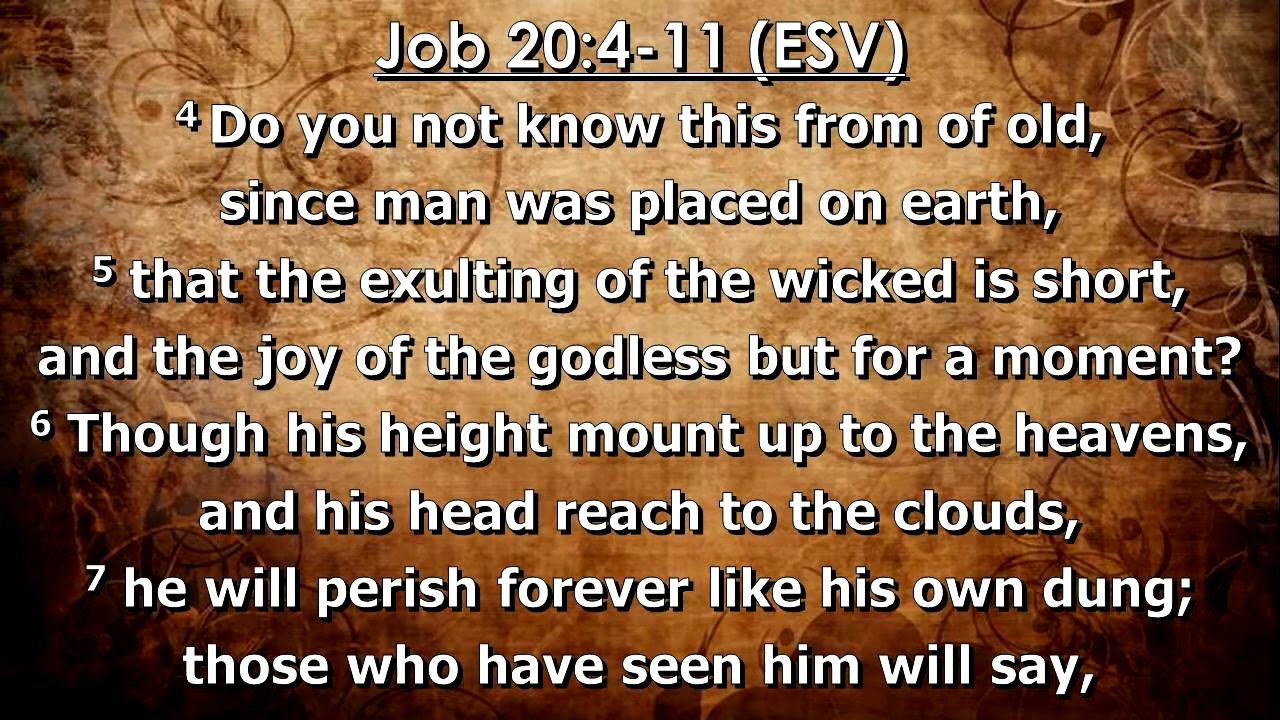 Job 20:4-11 (ESV)
4 Do you not know this from of old,
since man was placed on earth,
5 that the exulting of the wicked is short,
and the joy of the godless but for a moment?
6 Though his height mount up to the heavens,
and his head reach to the clouds,
7 he will perish forever like his own dung;
those who have seen him will say,